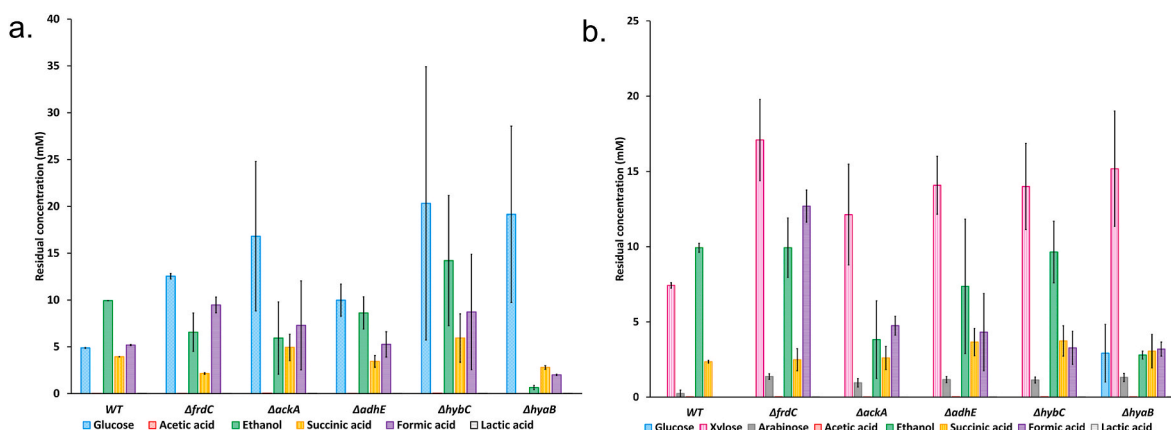 a.
Residual concentration (mM)
40
35
30
25
20
15
10
5
0
WT ΔfrdC ΔackA ΔadhE ΔhybC ΔhyaB
Glucose Acetic acid Ethanol Succinic acid Formic acid Lactic acid
b.
Residual concentration (mM)
25
20
15
10
5
0
WT ΔfrdC ΔackA ΔadhE ΔhybC ΔhyaB
Glucose Xylose Arabinose Acetic acid Ethanol Succinic acid Formic acid Lactic acid